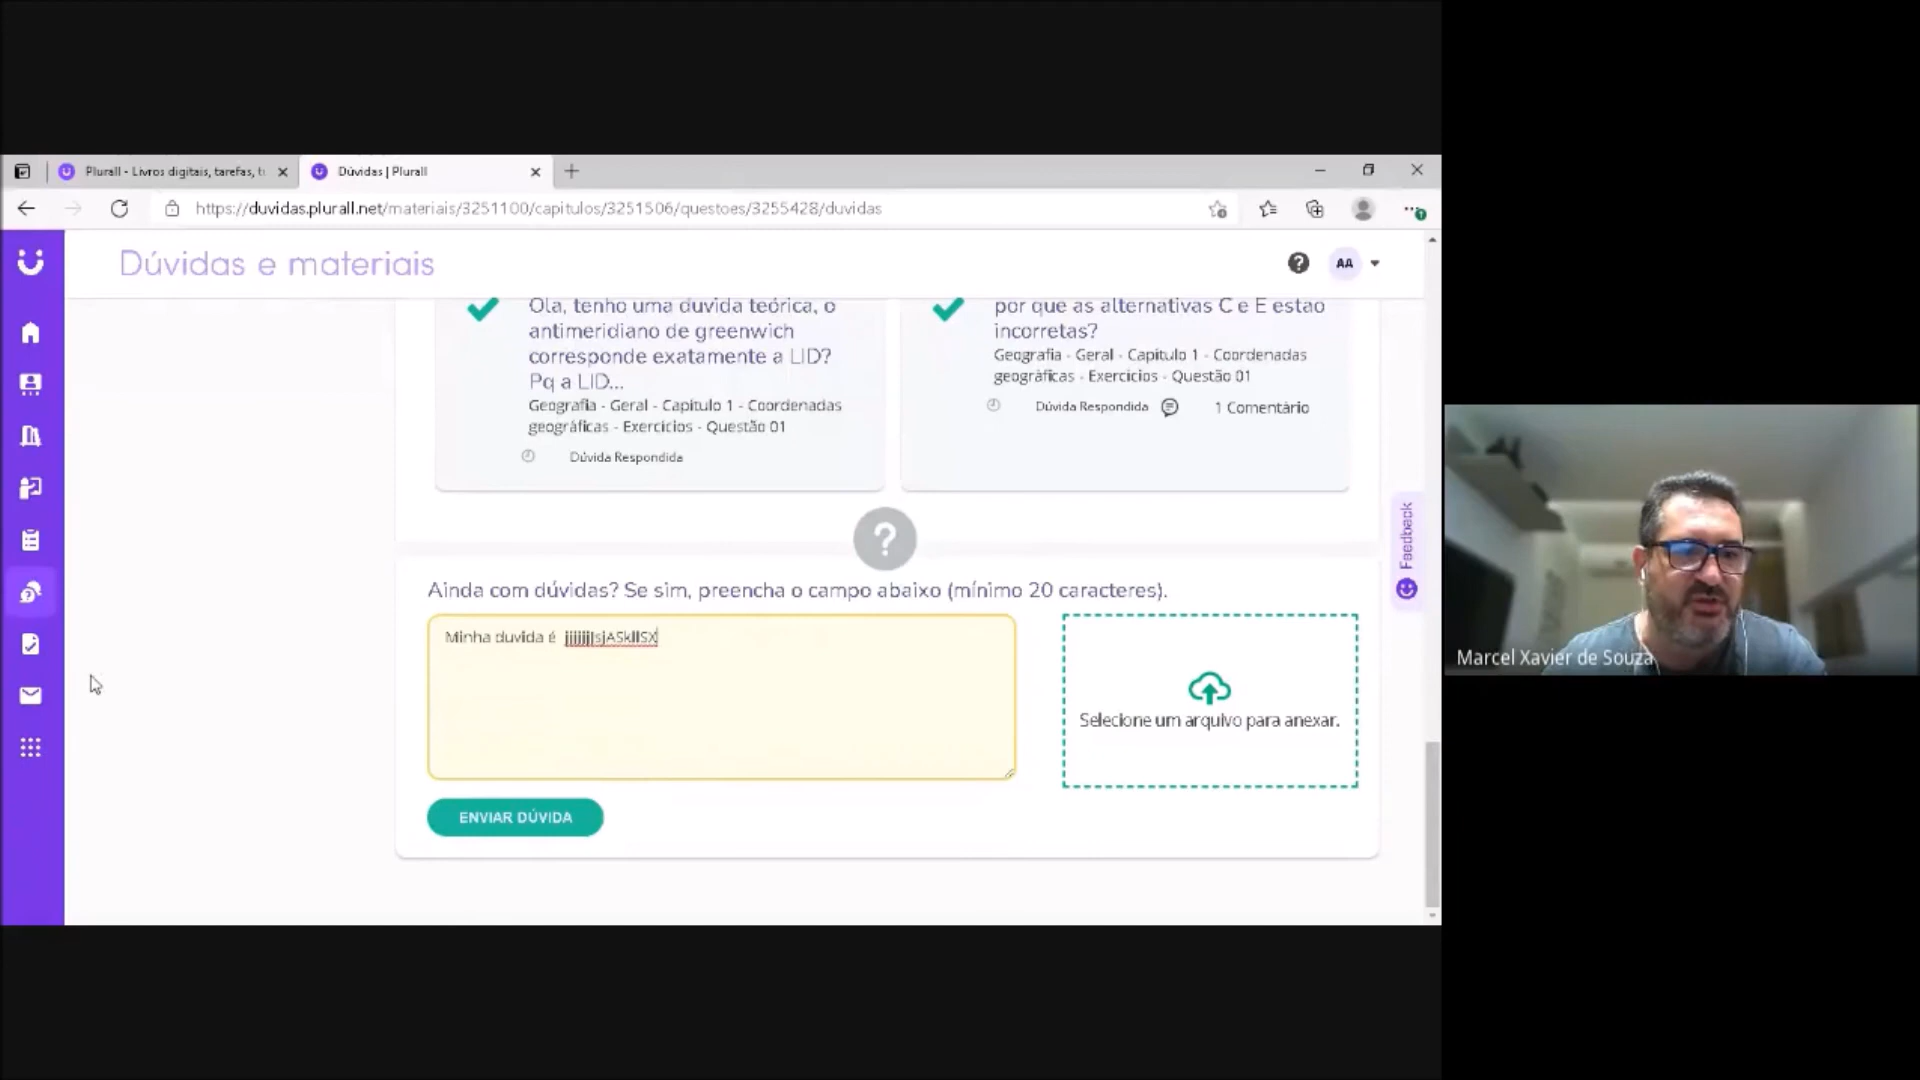 Plurall - Livros digitais, tarefas, t
Dúvidas | Plurall
https://duvidas.plurall.net/materiais/3251100/capitulos/3251506/questoes/3255428/duvidas
Dúvidas e materiais
AA
Ola, tenho uma duvida teórica, o
antimeridiano de greenwich
corresponde exatamente a LID?
Pq a LID...
Geografia - Geral - Capítulo 1 - Coordenadas
geográficas - Exercícios - Questão 01
Dúvida Respondida
por que as alternativas C e E estao
incorretas?
Geografia - Geral - Capítulo 1 - Coordenadas
geográficas - Exercícios - Questão 01
Dúvida Respondida
1 Comentário
Feedback
Ainda com dúvidas? Se sim, preencha o campo abaixo (mínimo 20 caracteres).
Minha duvida é
Selecione um arquivo para anexar.
ENVIAR DÚVIDA
Marcel Xavier de Souza